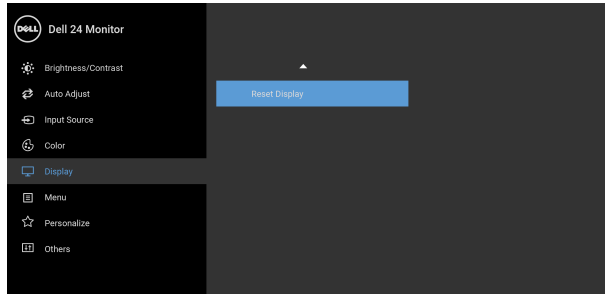 DELL Dell 24 Monitor
Brightness/Contrast
Auto Adjust
Reset Display
Input Source
Color
Display
Menu
Personalize
Others